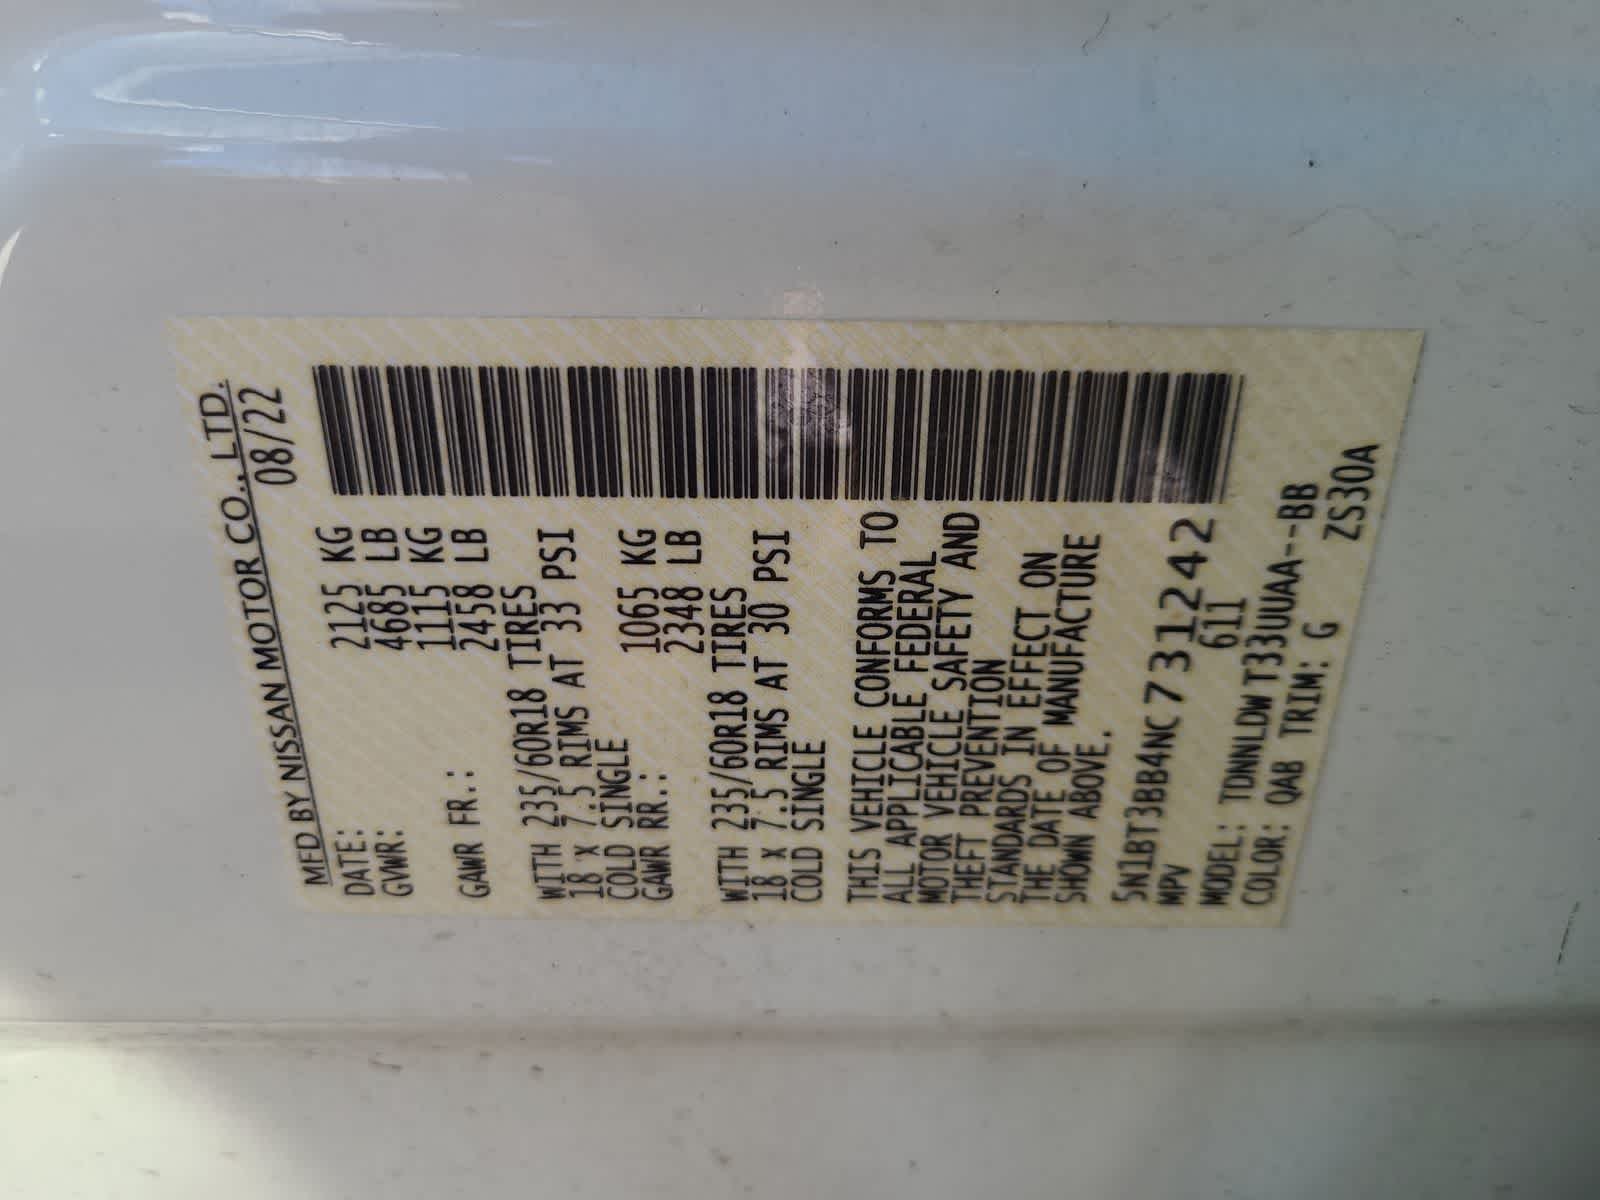 MFD BY NISSAN MOTOR CO., LTD.
DATE: 08/22
GVWR: 2125 KG
4685 LB
1115 KG
GAWR FR.: 2458 LB
WITH 235/60R18 TIRES
18 x 7.5 RIMS AT 33 PSI
COLD SINGLE
GAWR RR.: 1065 KG
2348 LB
WITH 235/60R18 TIRES
18 x 7.5 RIMS AT 30 PSI
COLD SINGLE
THIS VEHICLE CONFORMS TO
ALL APPLICABLE FEDERAL
MOTOR VEHICLE SAFETY AND
THEFT PREVENTION
STANDARDS IN EFFECT ON
THE DATE OF MANUFACTURE
SHOWN ABOVE.
5N1BT3BB4NC731242
MPV 611
MODEL: TDNNLDWT33UUAA--BB
COLOR: QAB TRIM: G ZS30A